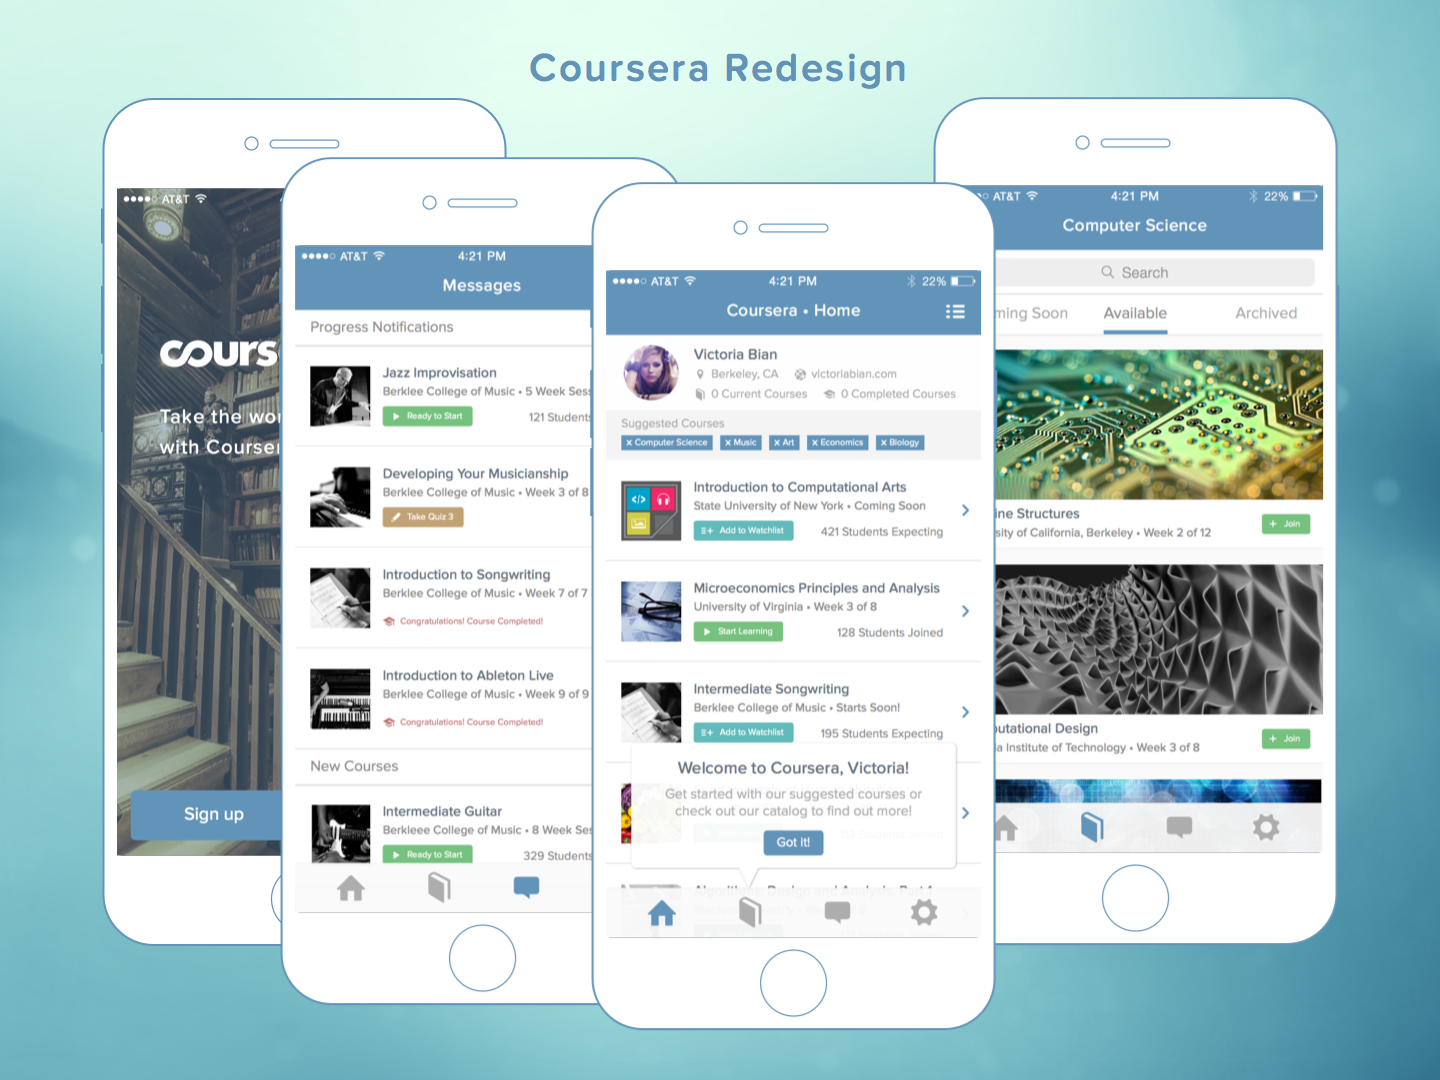 Coursera Redesign
AT&T
cours
Take the wor
with Courser
Sign up
AT&T 4:21 PM
Messages
Progress Notifications
Jazz Improvisation
Berklee College of Music • 5 Week Sess
Ready to Start 121 Students
Developing Your Musicianship
Berklee College of Music • Week 3 of 8
Take Quiz 3
Introduction to Songwriting
Berklee College of Music • Week 7 of 7
Congratulations! Course Completed!
Introduction to Ableton Live
Berklee College of Music • Week 9 of 9
Congratulations! Course Completed!
New Courses
Intermediate Guitar
Berkleee College of Music • 8 Week Ses
Ready to Start 329 Students
AT&T 4:21 PM 22%
Coursera • Home
Victoria Bian
Berkeley, CA victoriabian.com
0 Current Courses 0 Completed Courses
Suggested Courses
x Computer Science x Music x Art x Economics x Biology
Introduction to Computational Arts
State University of New York • Coming Soon
Add to Watchlist 421 Students Expecting
Microeconomics Principles and Analysis
University of Virginia • Week 3 of 8
Start Learning 128 Students Joined
Intermediate Songwriting
Berklee College of Music • Starts Soon!
Add to Watchlist 195 Students Expecting
Welcome to Coursera, Victoria!
Get started with our suggested courses or
check out our catalog to find out more!
Got it!
Algorithms: Design and Analysis, Part 1
AT&T 4:21 PM 22%
Computer Science
Search
ming Soon Available Archived
ine Structures
sity of California, Berkeley • Week 2 of 12
+ Join
utational Design
a Institute of Technology • Week 3 of 8
+ Join